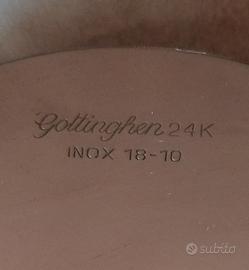 Gottinghen 24K
INOX 18-10
subito